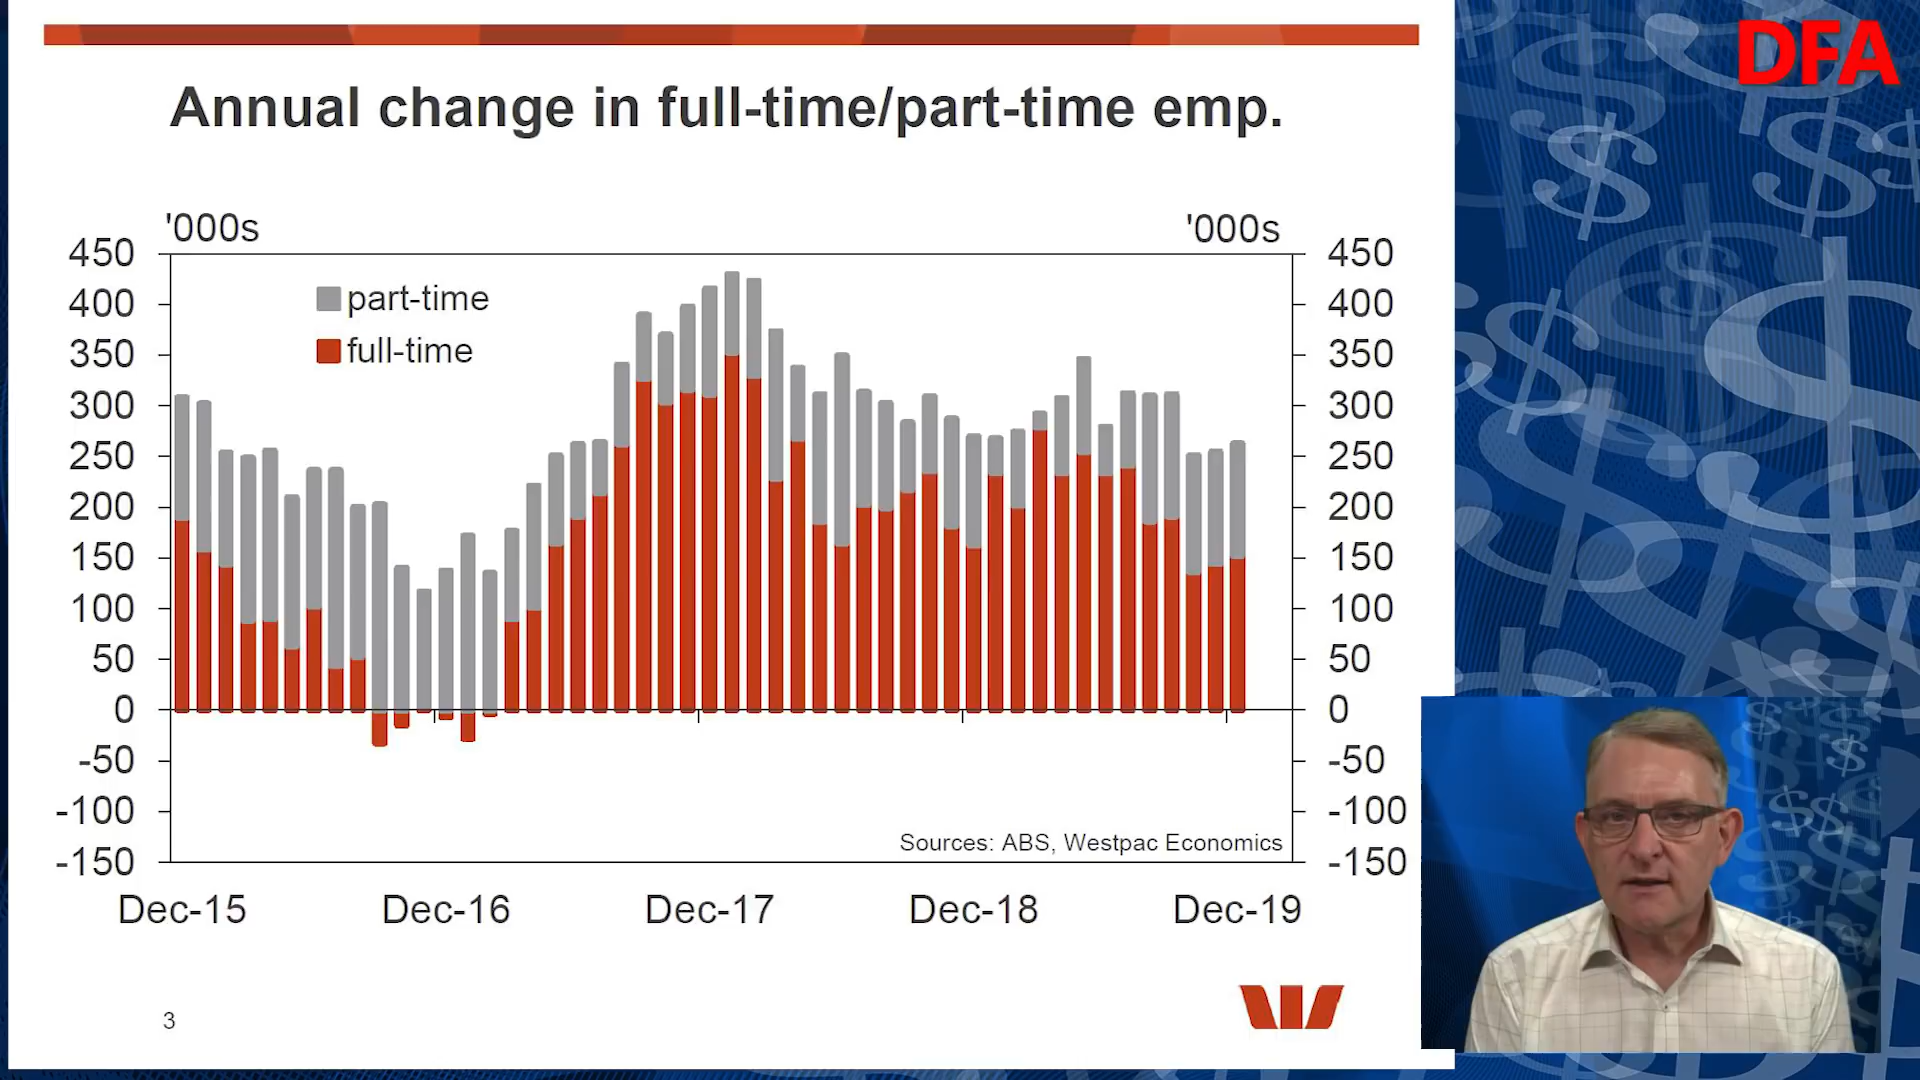 DFA
Annual change in full-time/part-time emp.
'000s
'000s
450
400
350
300
250
200
150
100
50
0
-50
-100
-150
part-time
full-time
450
400
350
300
250
200
150
100
50
0
-50
-100
-150
Sources: ABS, Westpac Economics
Dec-15
Dec-16
Dec-17
Dec-18
Dec-19
3